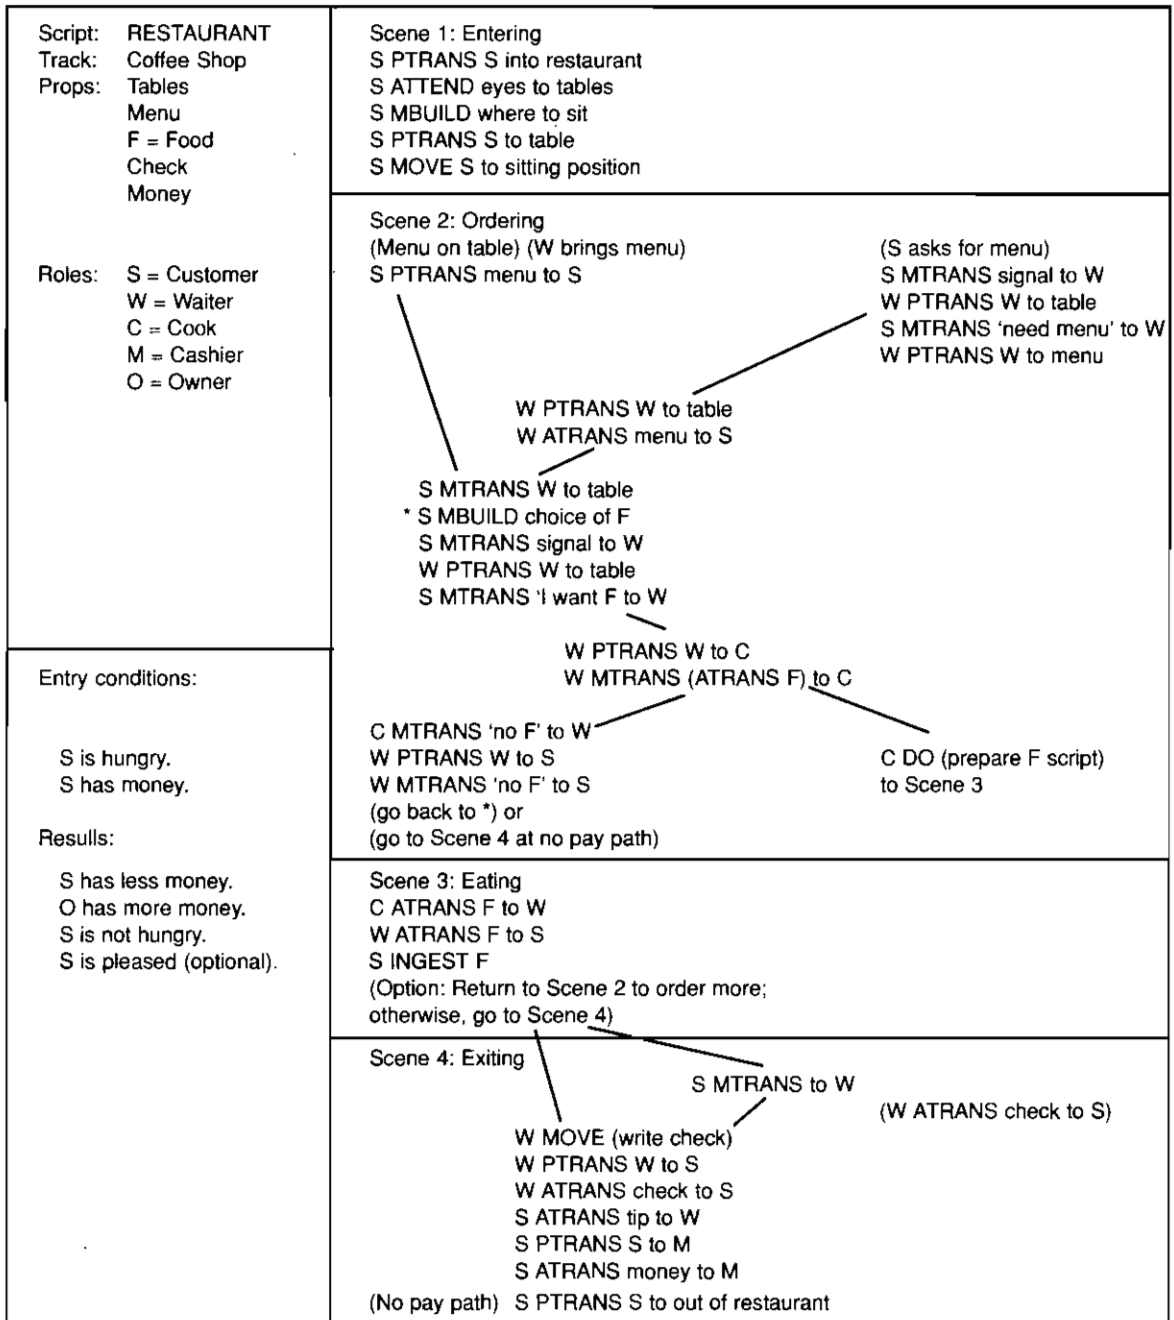 Script: RESTAURANT
Track: Coffee Shop
Props: Tables
Menu
F = Food
Check
Money
Roles: S = Customer
W = Waiter
C = Cook
M = Cashier
O = Owner
Entry conditions:
S is hungry.
S has money.
Results:
S has less money.
O has more money.
S is not hungry.
S is pleased (optional).
Scene 1: Entering
S PTRANS S into restaurant
S ATTEND eyes to tables
S MBUILD where to sit
S PTRANS S to table
S MOVE S to sitting position
Scene 2: Ordering
(Menu on table) (W brings menu)
S PTRANS menu to S
(S asks for menu)
S MTRANS signal to W
W PTRANS W to table
S MTRANS 'need menu' to W
W PTRANS W to menu
W PTRANS W to table
W ATRANS menu to S
S MTRANS W to table
* S MBUILD choice of F
S MTRANS signal to W
W PTRANS W to table
S MTRANS 'I want F to W
W PTRANS W to C
W MTRANS (ATRANS F) to C
C MTRANS 'no F' to W
W PTRANS W to S
W MTRANS 'no F' to S
(go back to *) or
(go to Scene 4 at no pay path)
C DO (prepare F script)
to Scene 3
Scene 3: Eating
C ATRANS F to W
W ATRANS F to S
S INGEST F
(Option: Return to Scene 2 to order more;
otherwise, go to Scene 4)
Scene 4: Exiting
S MTRANS to W
(W ATRANS check to S)
W MOVE (write check)
W PTRANS W to S
W ATRANS check to S
S ATRANS tip to W
S PTRANS S to M
S ATRANS money to M
(No pay path) S PTRANS S to out of restaurant